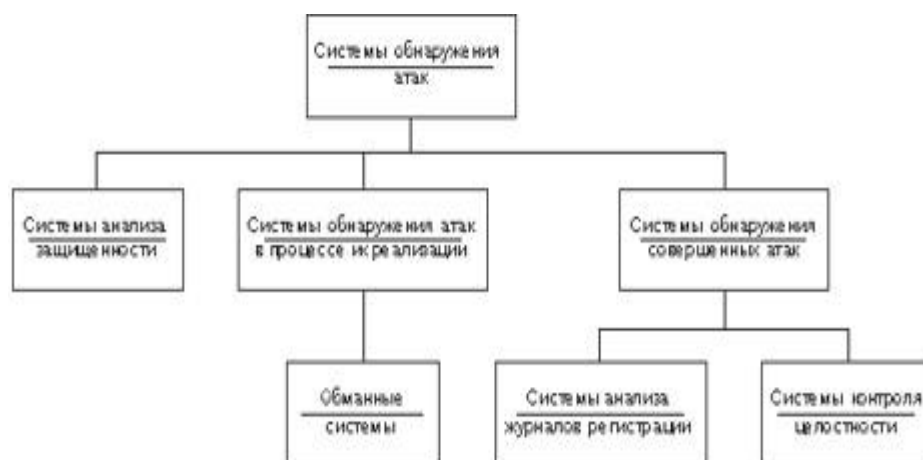 Системы обнаружения
атак
Системы анализа
защищенности
Системы обнаружения атак
в процессе их реализации
Системы обнаружения
совершенных атак
Обманные
системы
Системы анализа
журналов регистрации
Системы контроля
целостности